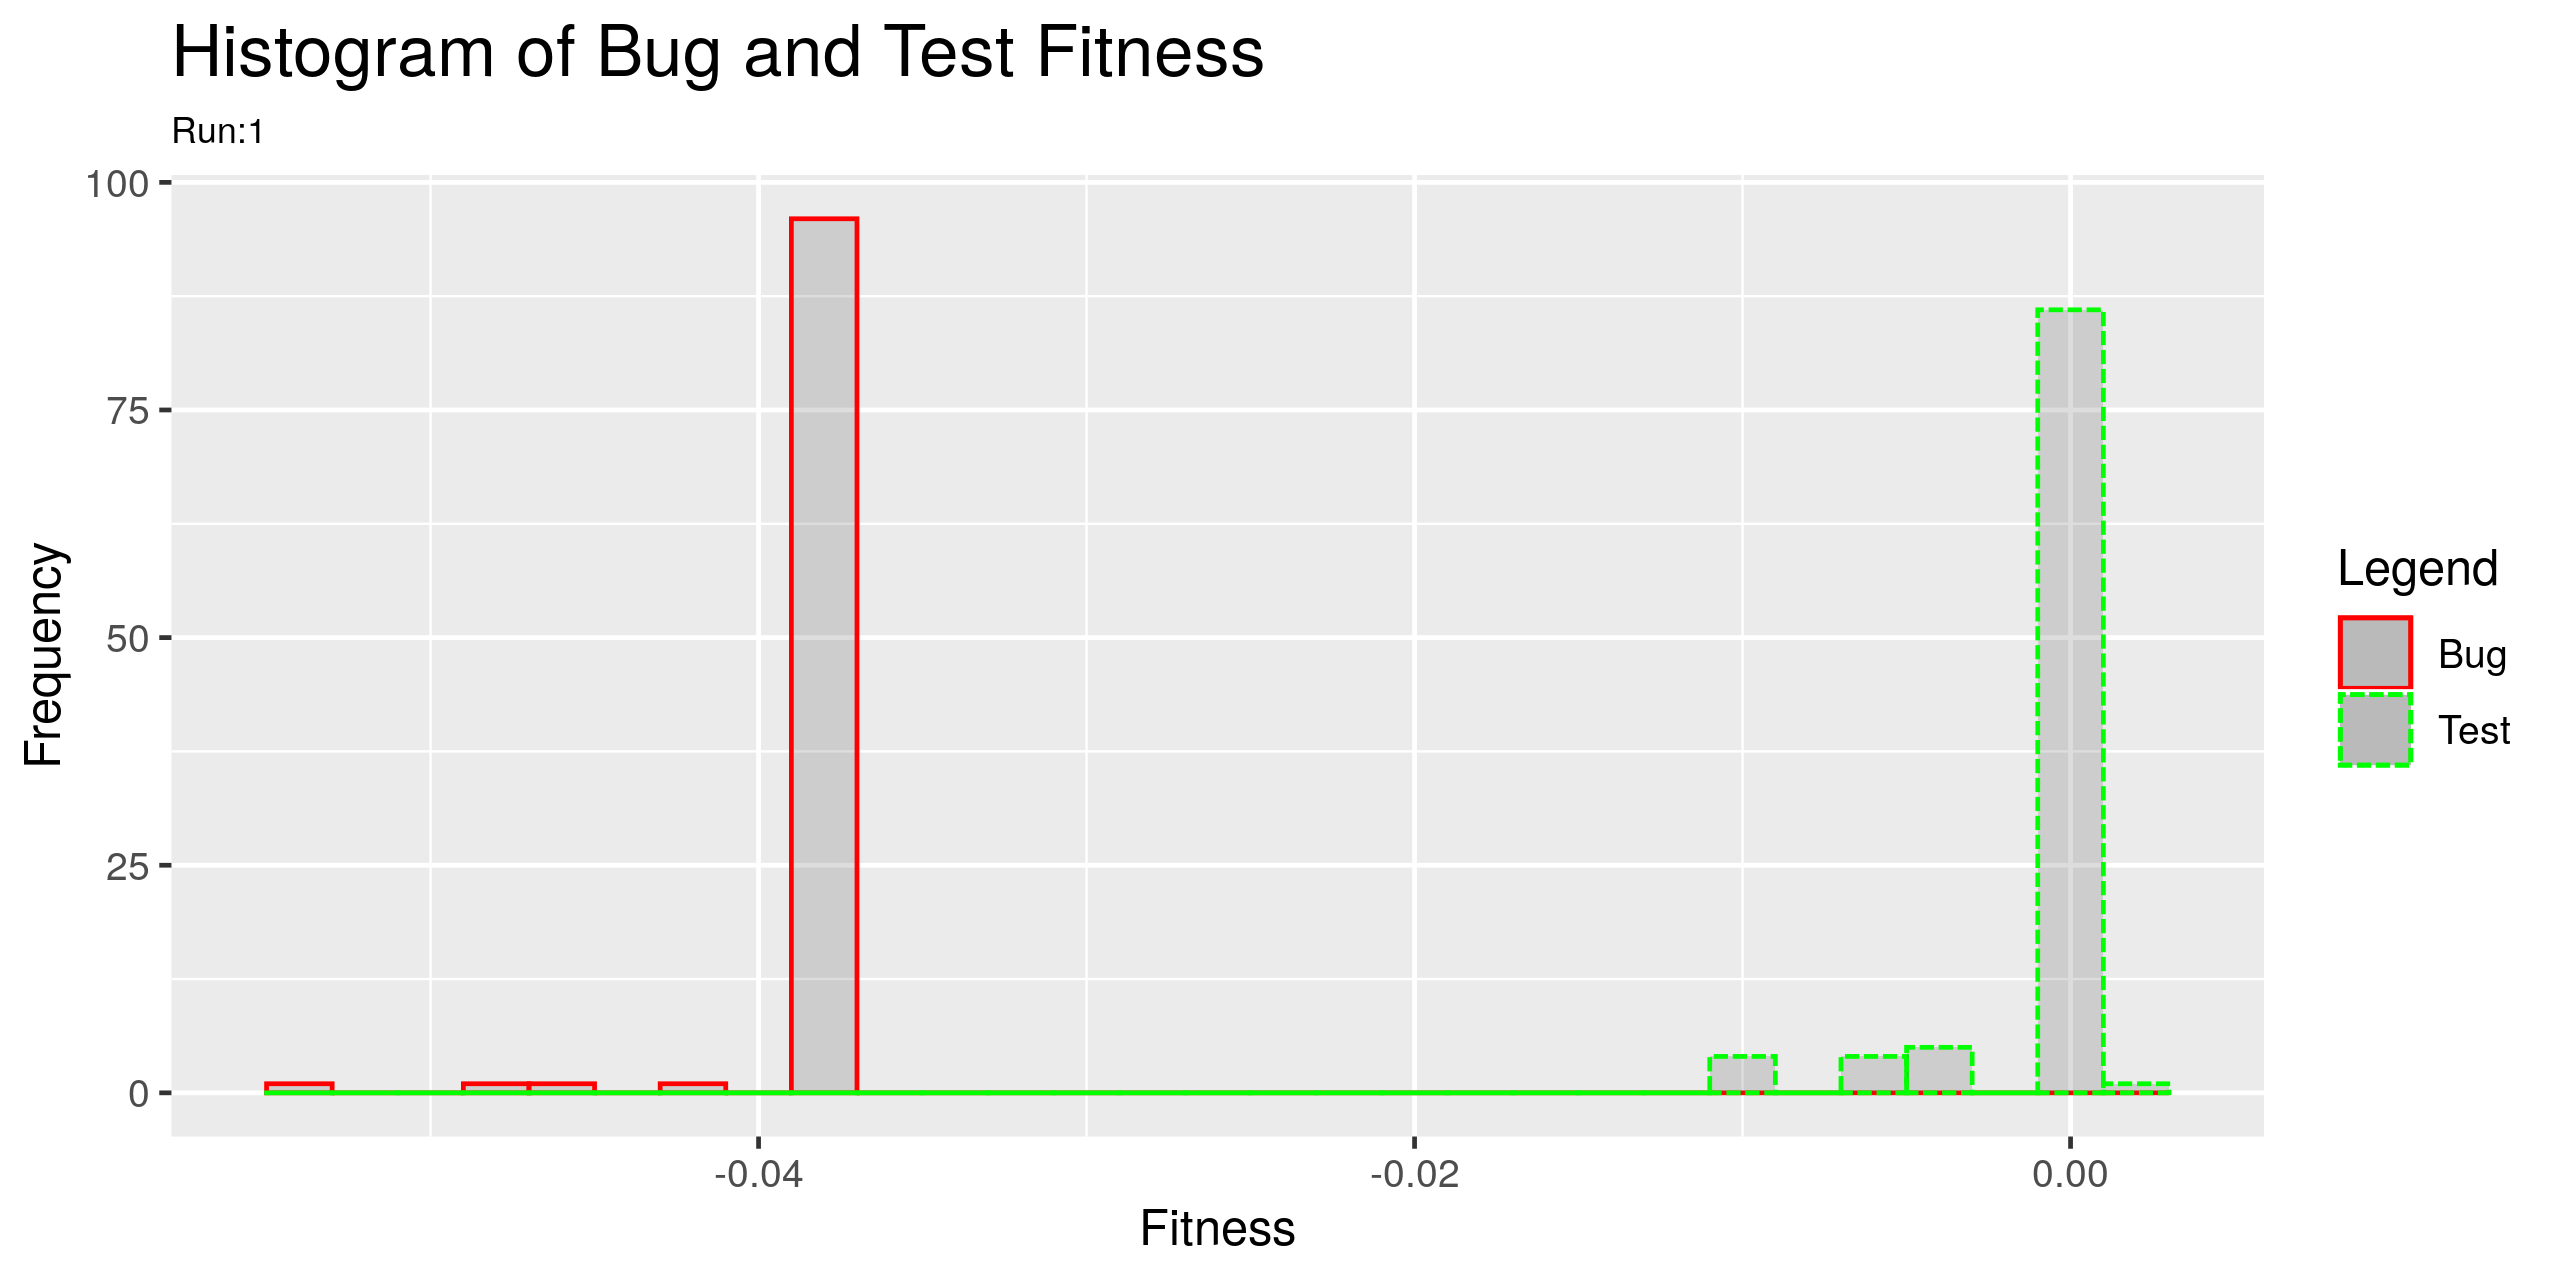 Histogram of Bug and Test Fitness
Run:1
Frequency
100
75
50
25
0
-0.04
-0.02
0.00
Fitness
Legend
Bug
Test